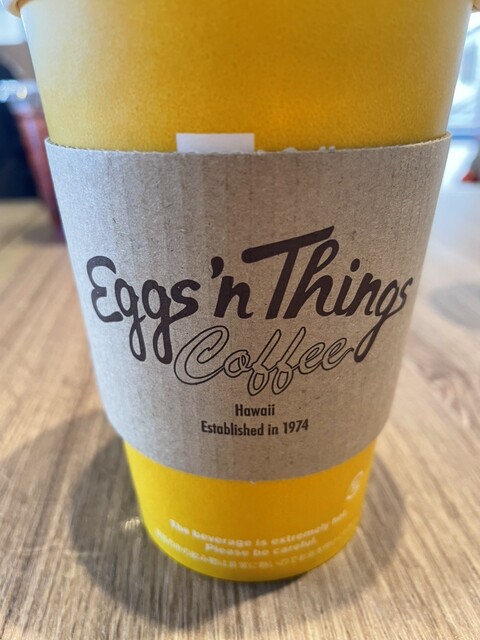 Eggs'n Things
Coffee
Hawaii
Established in 1974
The beverage is extremely hot.
Please be careful.